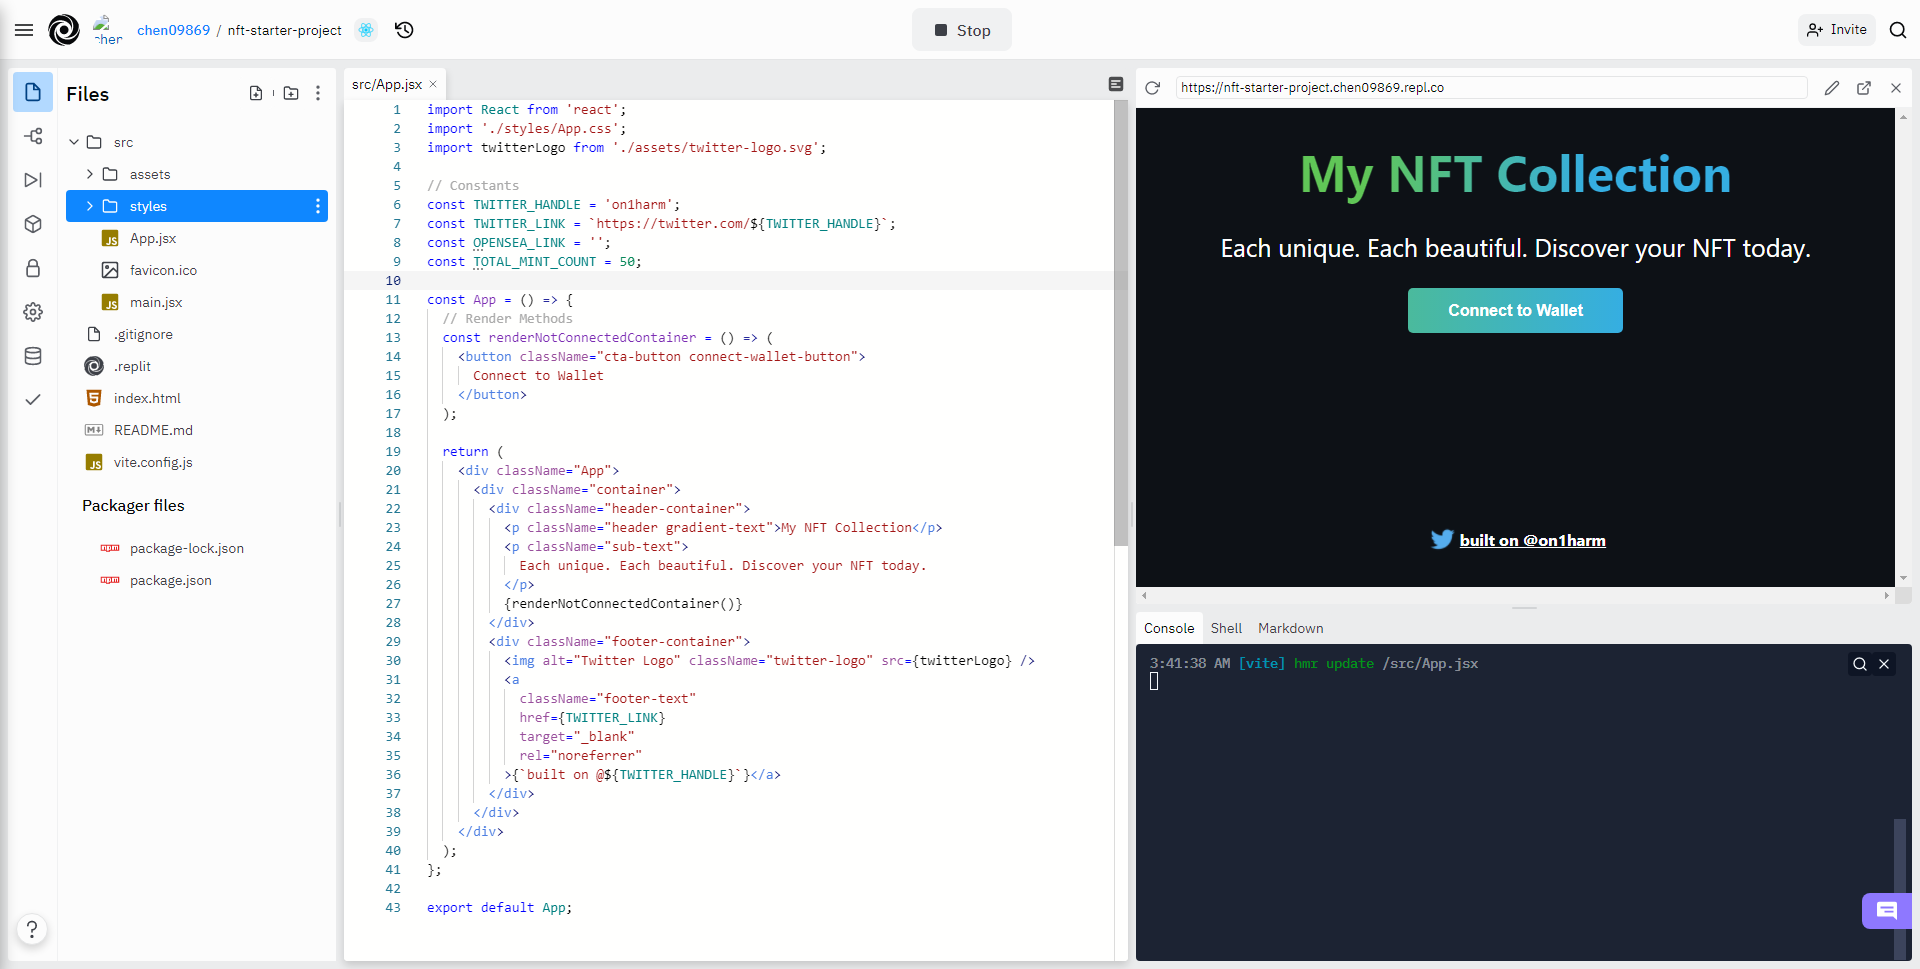 chen
chen09869 / nft-starter-project
Stop
Invite
Files
src
assets
styles
App.jsx
favicon.ico
main.jsx
.gitignore
.replit
index.html
README.md
vite.config.js
Packager files
package-lock.json
package.json
?
src/App.jsx
1 import React from 'react';
2 import './styles/App.css';
3 import twitterLogo from './assets/twitter-logo.svg';
4
5 // Constants
6 const TWITTER_HANDLE = 'on1harm';
7 const TWITTER_LINK = `https://twitter.com/${TWITTER_HANDLE}`;
8 const OPENSEA_LINK = '';
9 const TOTAL_MINT_COUNT = 50;
10
11 const App = () => {
12 // Render Methods
13 const renderNotConnectedContainer = () => (
14 <button className="cta-button connect-wallet-button">
15 Connect to Wallet
16 </button>
17 );
18
19 return (
20 <div className="App">
21 <div className="container">
22 <div className="header-container">
23 <p className="header gradient-text">My NFT Collection</p>
24 <p className="sub-text">
25 Each unique. Each beautiful. Discover your NFT today.
26 </p>
27 {renderNotConnectedContainer()}
28 </div>
29 <div className="footer-container">
30 <img alt="Twitter Logo" className="twitter-logo" src={twitterLogo} />
31 <a
32 className="footer-text"
33 href={TWITTER_LINK}
34 target="_blank"
35 rel="noreferrer"
36 >{`built on @${TWITTER_HANDLE}`}</a>
37 </div>
38 </div>
39 </div>
40 );
41 };
42
43 export default App;
https://nft-starter-project.chen09869.repl.co
My NFT Collection
Each unique. Each beautiful. Discover your NFT today.
Connect to Wallet
built on @on1harm
Console Shell Markdown
3:41:38 AM [vite] hmr update /src/App.jsx